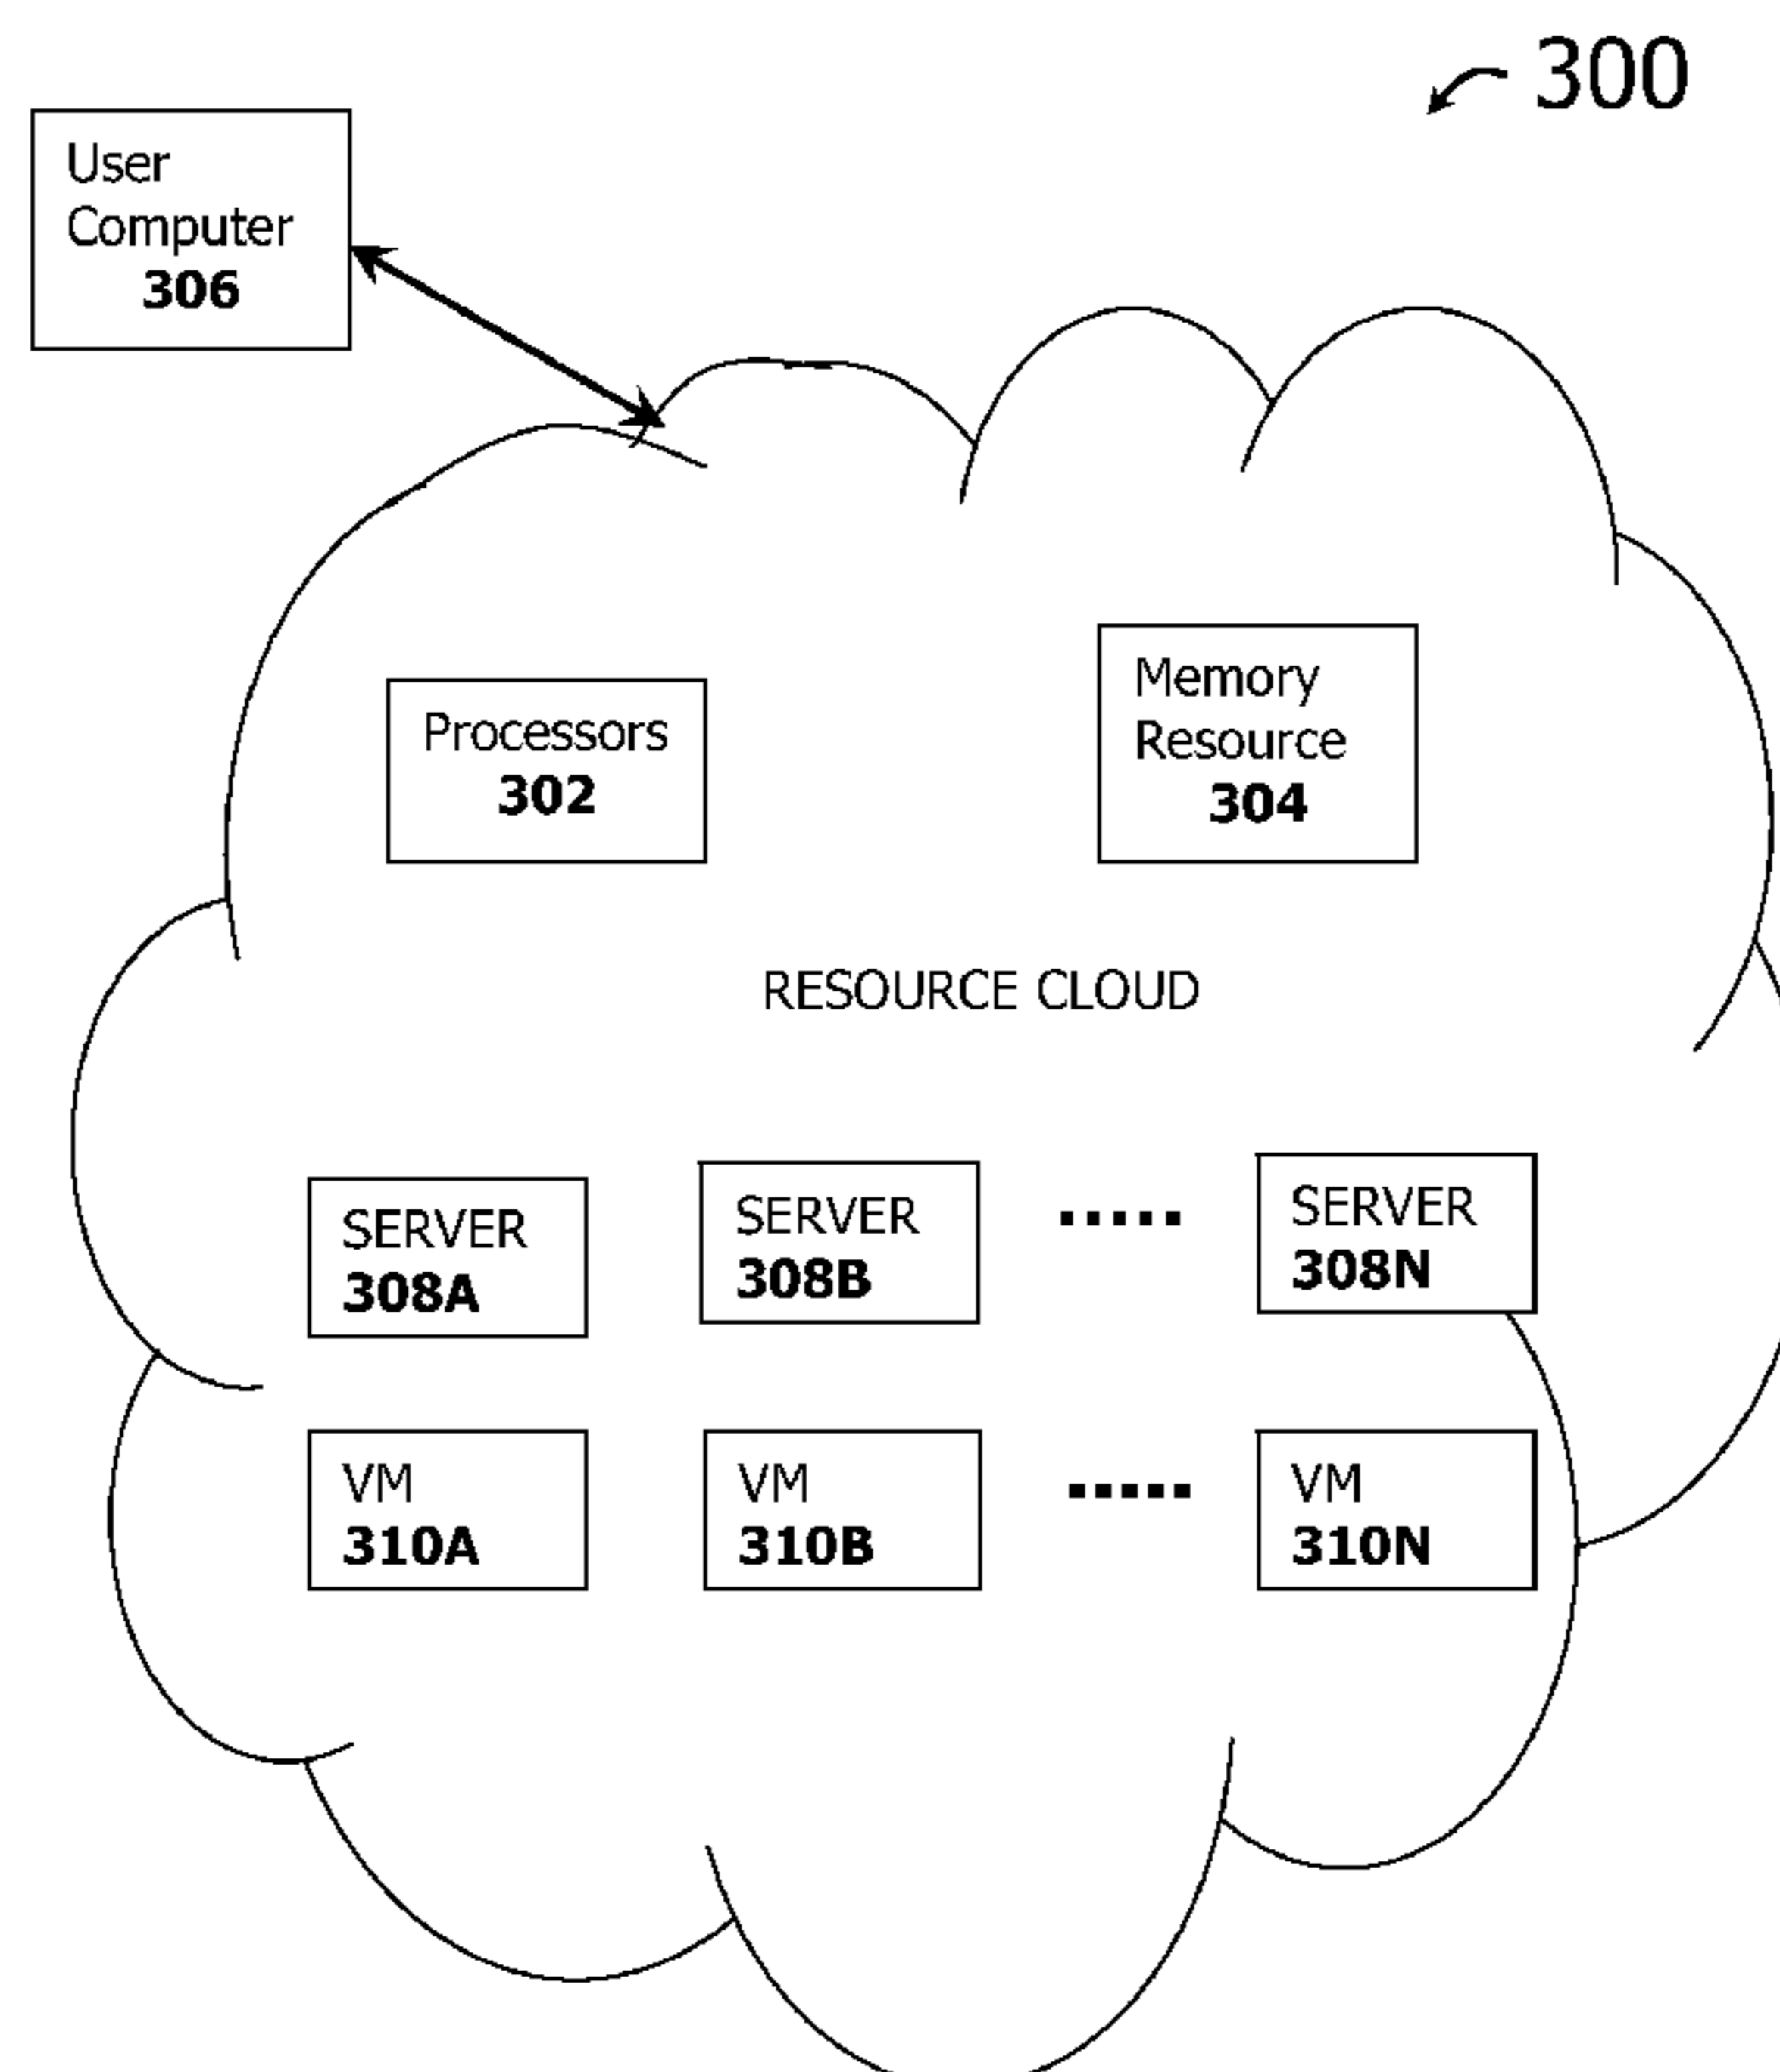 300
User
Computer
306
Processors
302
Memory
Resource
304
RESOURCE CLOUD
SERVER
308A
SERVER
308B
SERVER
308N
VM
310A
VM
310B
VM
310N